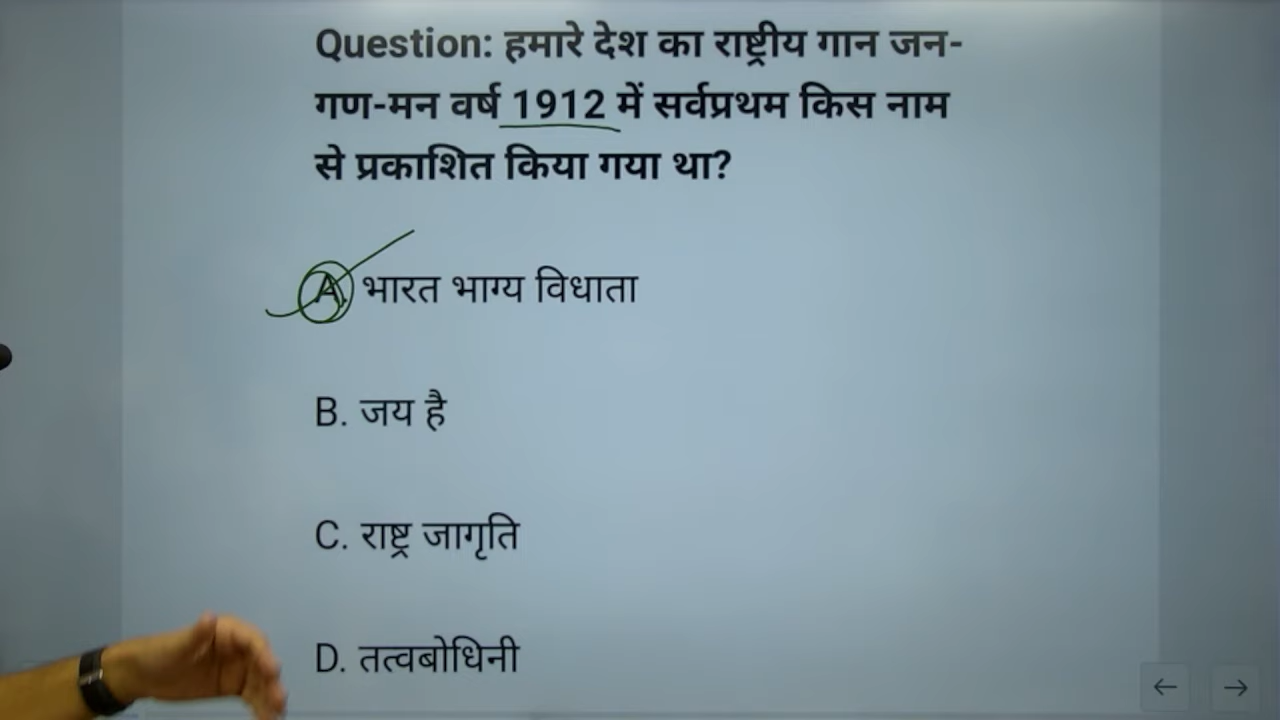 Question: हमारे देश का राष्ट्रीय गान जन-
गण-मन वर्ष 1912 में सर्वप्रथम किस नाम
से प्रकाशित किया गया था?
A. भारत भाग्य विधाता
B. जय है
C. राष्ट्र जागृति
D. तत्वबोधिनी